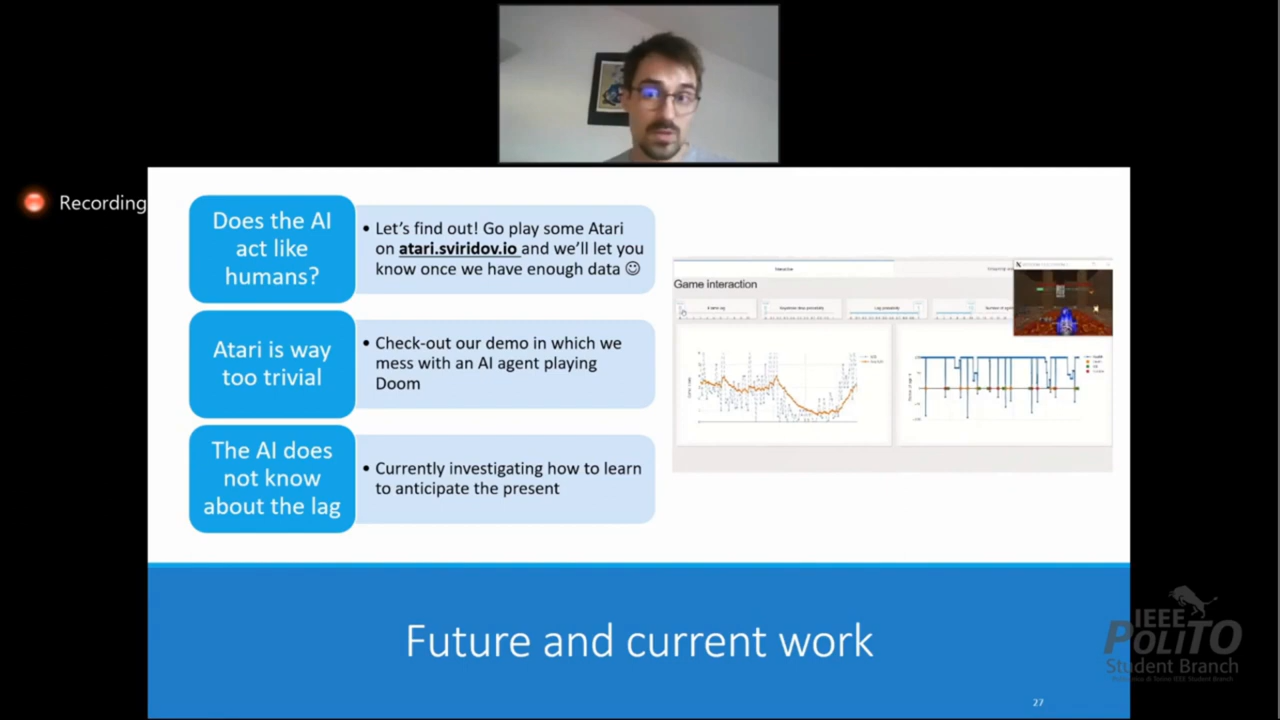 Recording
Does the AI
act like
humans?
• Let's find out! Go play some Atari
on atari.sviridov.io and we'll let you
know once we have enough data ☺
Atari is way
too trivial
• Check-out our demo in which we
mess with an AI agent playing
Doom
The AI does
not know
about the lag
• Currently investigating how to learn
to anticipate the present
Game interaction
Future and current work
27
IEEE
POLITO
Student Branch